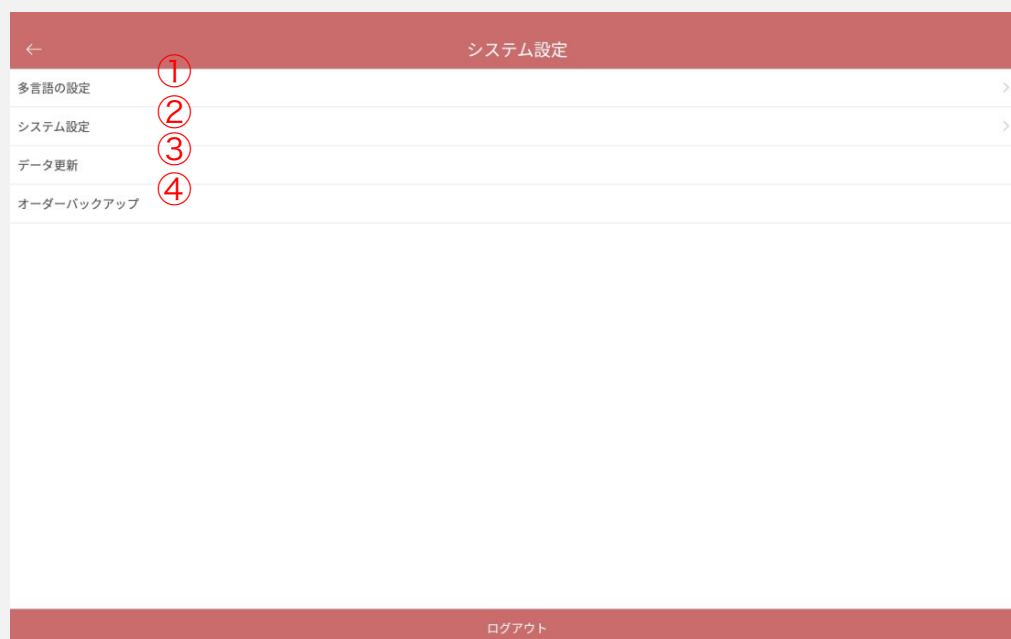 ← システム設定
①
多言語の設定
②
システム設定
③
データ更新
④
オーダーバックアップ
ログアウト